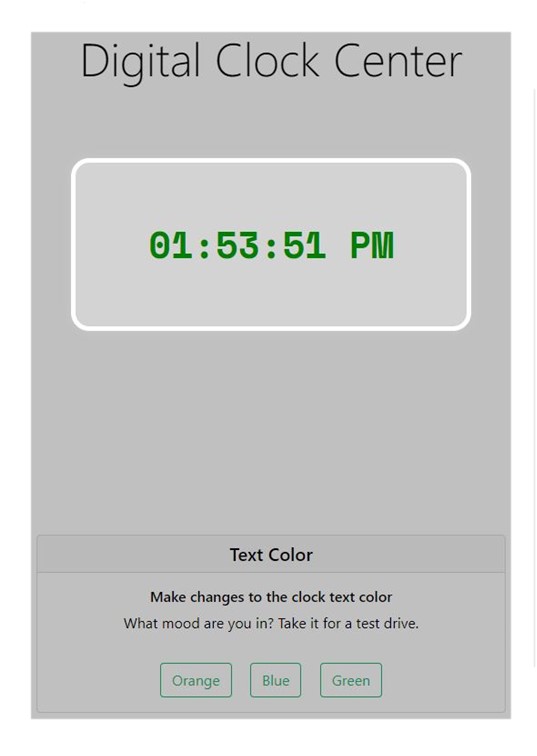 Digital Clock Center
01:53:51 PM
Text Color
Make changes to the clock text color
What mood are you in? Take it for a test drive.
Orange Blue Green